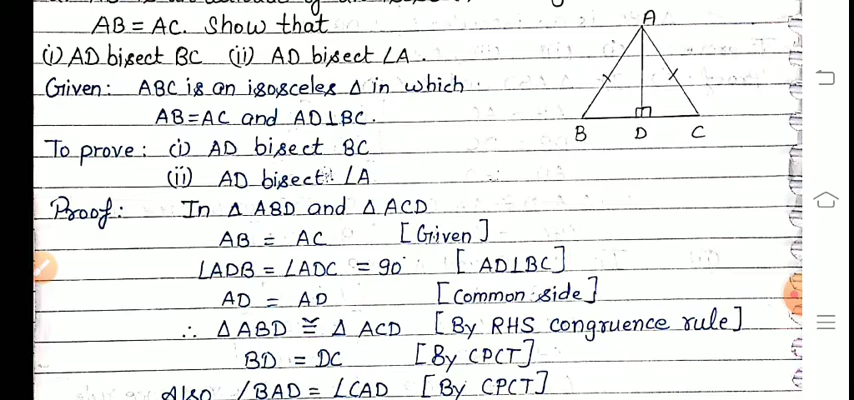 AB = AC. Show that
(i) AD bisect BC (ii) AD bisect ∠A.
Given: ABC is an isosceles Δ in which
AB=AC and AD⊥BC.
To prove: (i) AD bisect BC
(ii) AD bisect ∠A
Proof: In Δ ABD and Δ ACD
AB = AC [Given]
∠ADB = ∠ADC = 90° [AD⊥BC]
AD = AD [Common side]
∴ ΔABD ≅ Δ ACD [By RHS congruence rule]
BD = DC [By CPCT]
Also ∠BAD = ∠CAD [By CPCT]
A
B D C